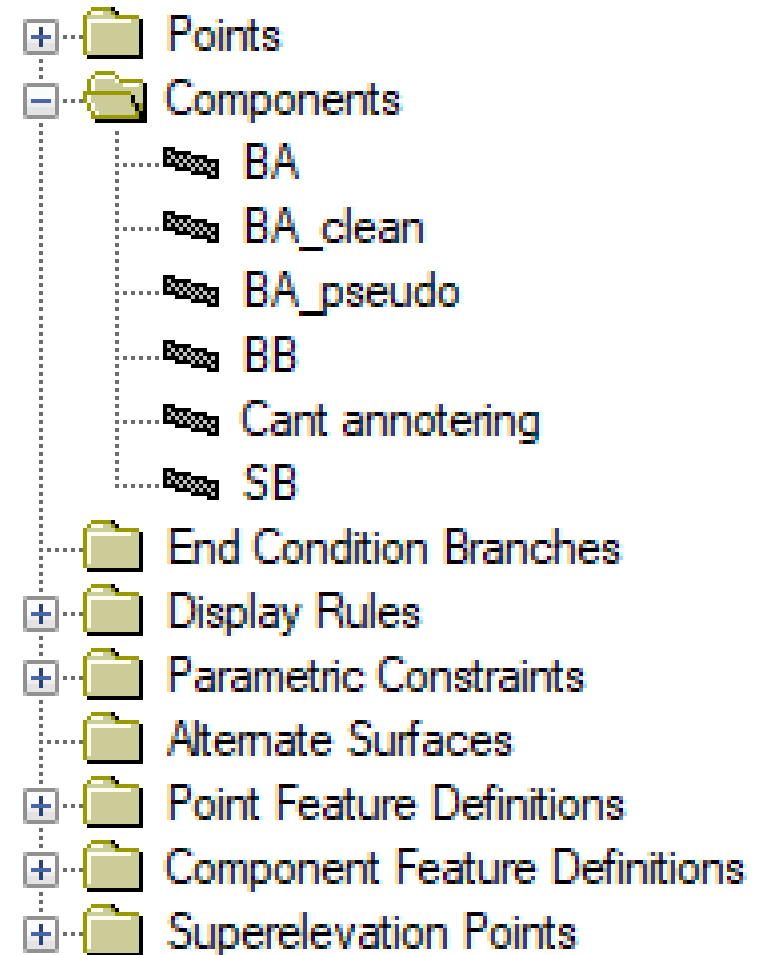 Points
Components
BA
BA_clean
BA_pseudo
BB
Cant annotering
SB
End Condition Branches
Display Rules
Parametric Constraints
Alternate Surfaces
Point Feature Definitions
Component Feature Definitions
Superelevation Points